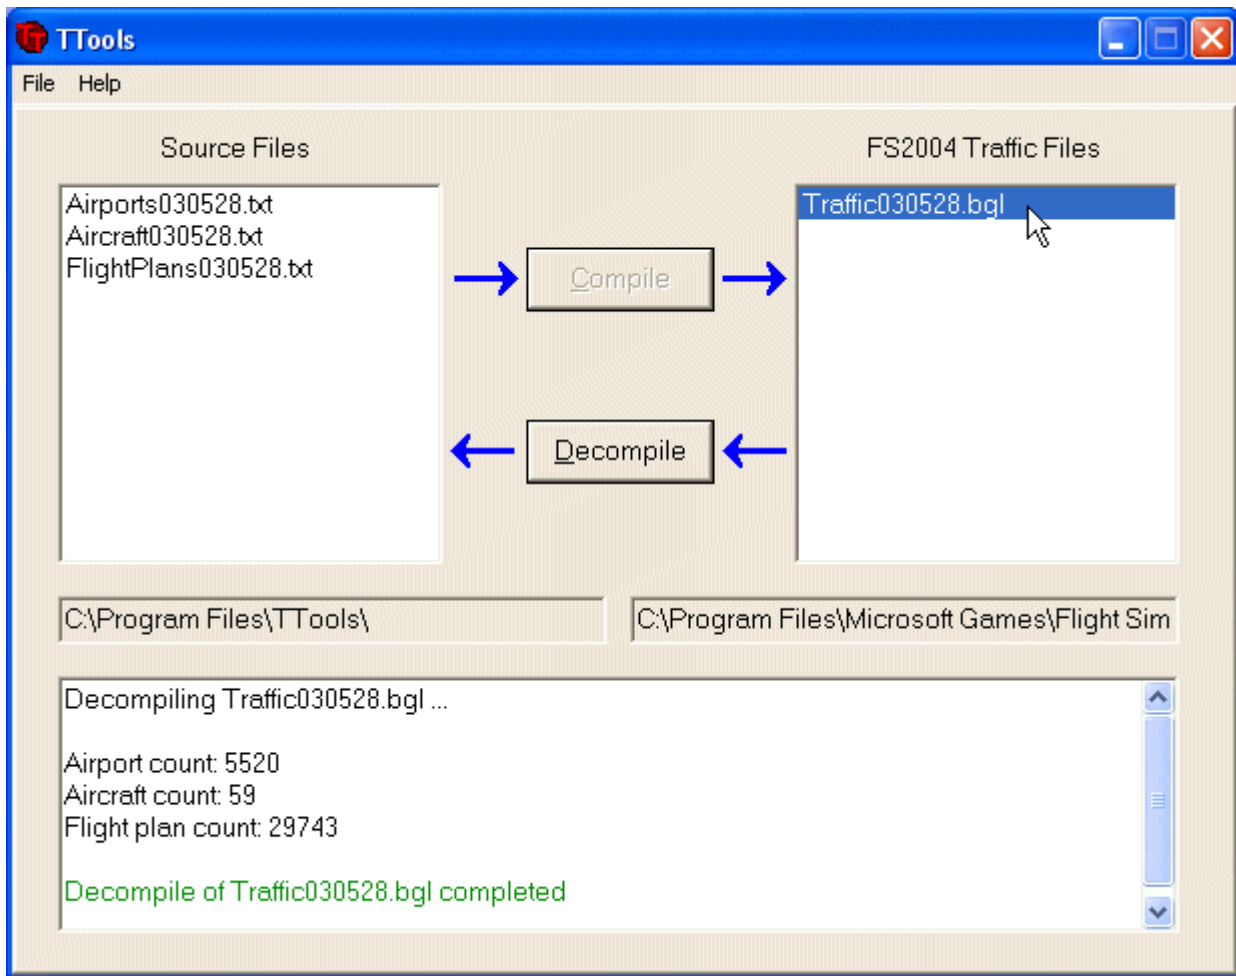 TTools
File Help
Source Files
FS2004 Traffic Files
Airports030528.txt
Aircraft030528.txt
FlightPlans030528.txt
Traffic030528.bgl
Compile
Decompile
C:\Program Files\TTools\
C:\Program Files\Microsoft Games\Flight Sim
Decompiling Traffic030528.bgl ...
Airport count: 5520
Aircraft count: 59
Flight plan count: 29743
Decompile of Traffic030528.bgl completed